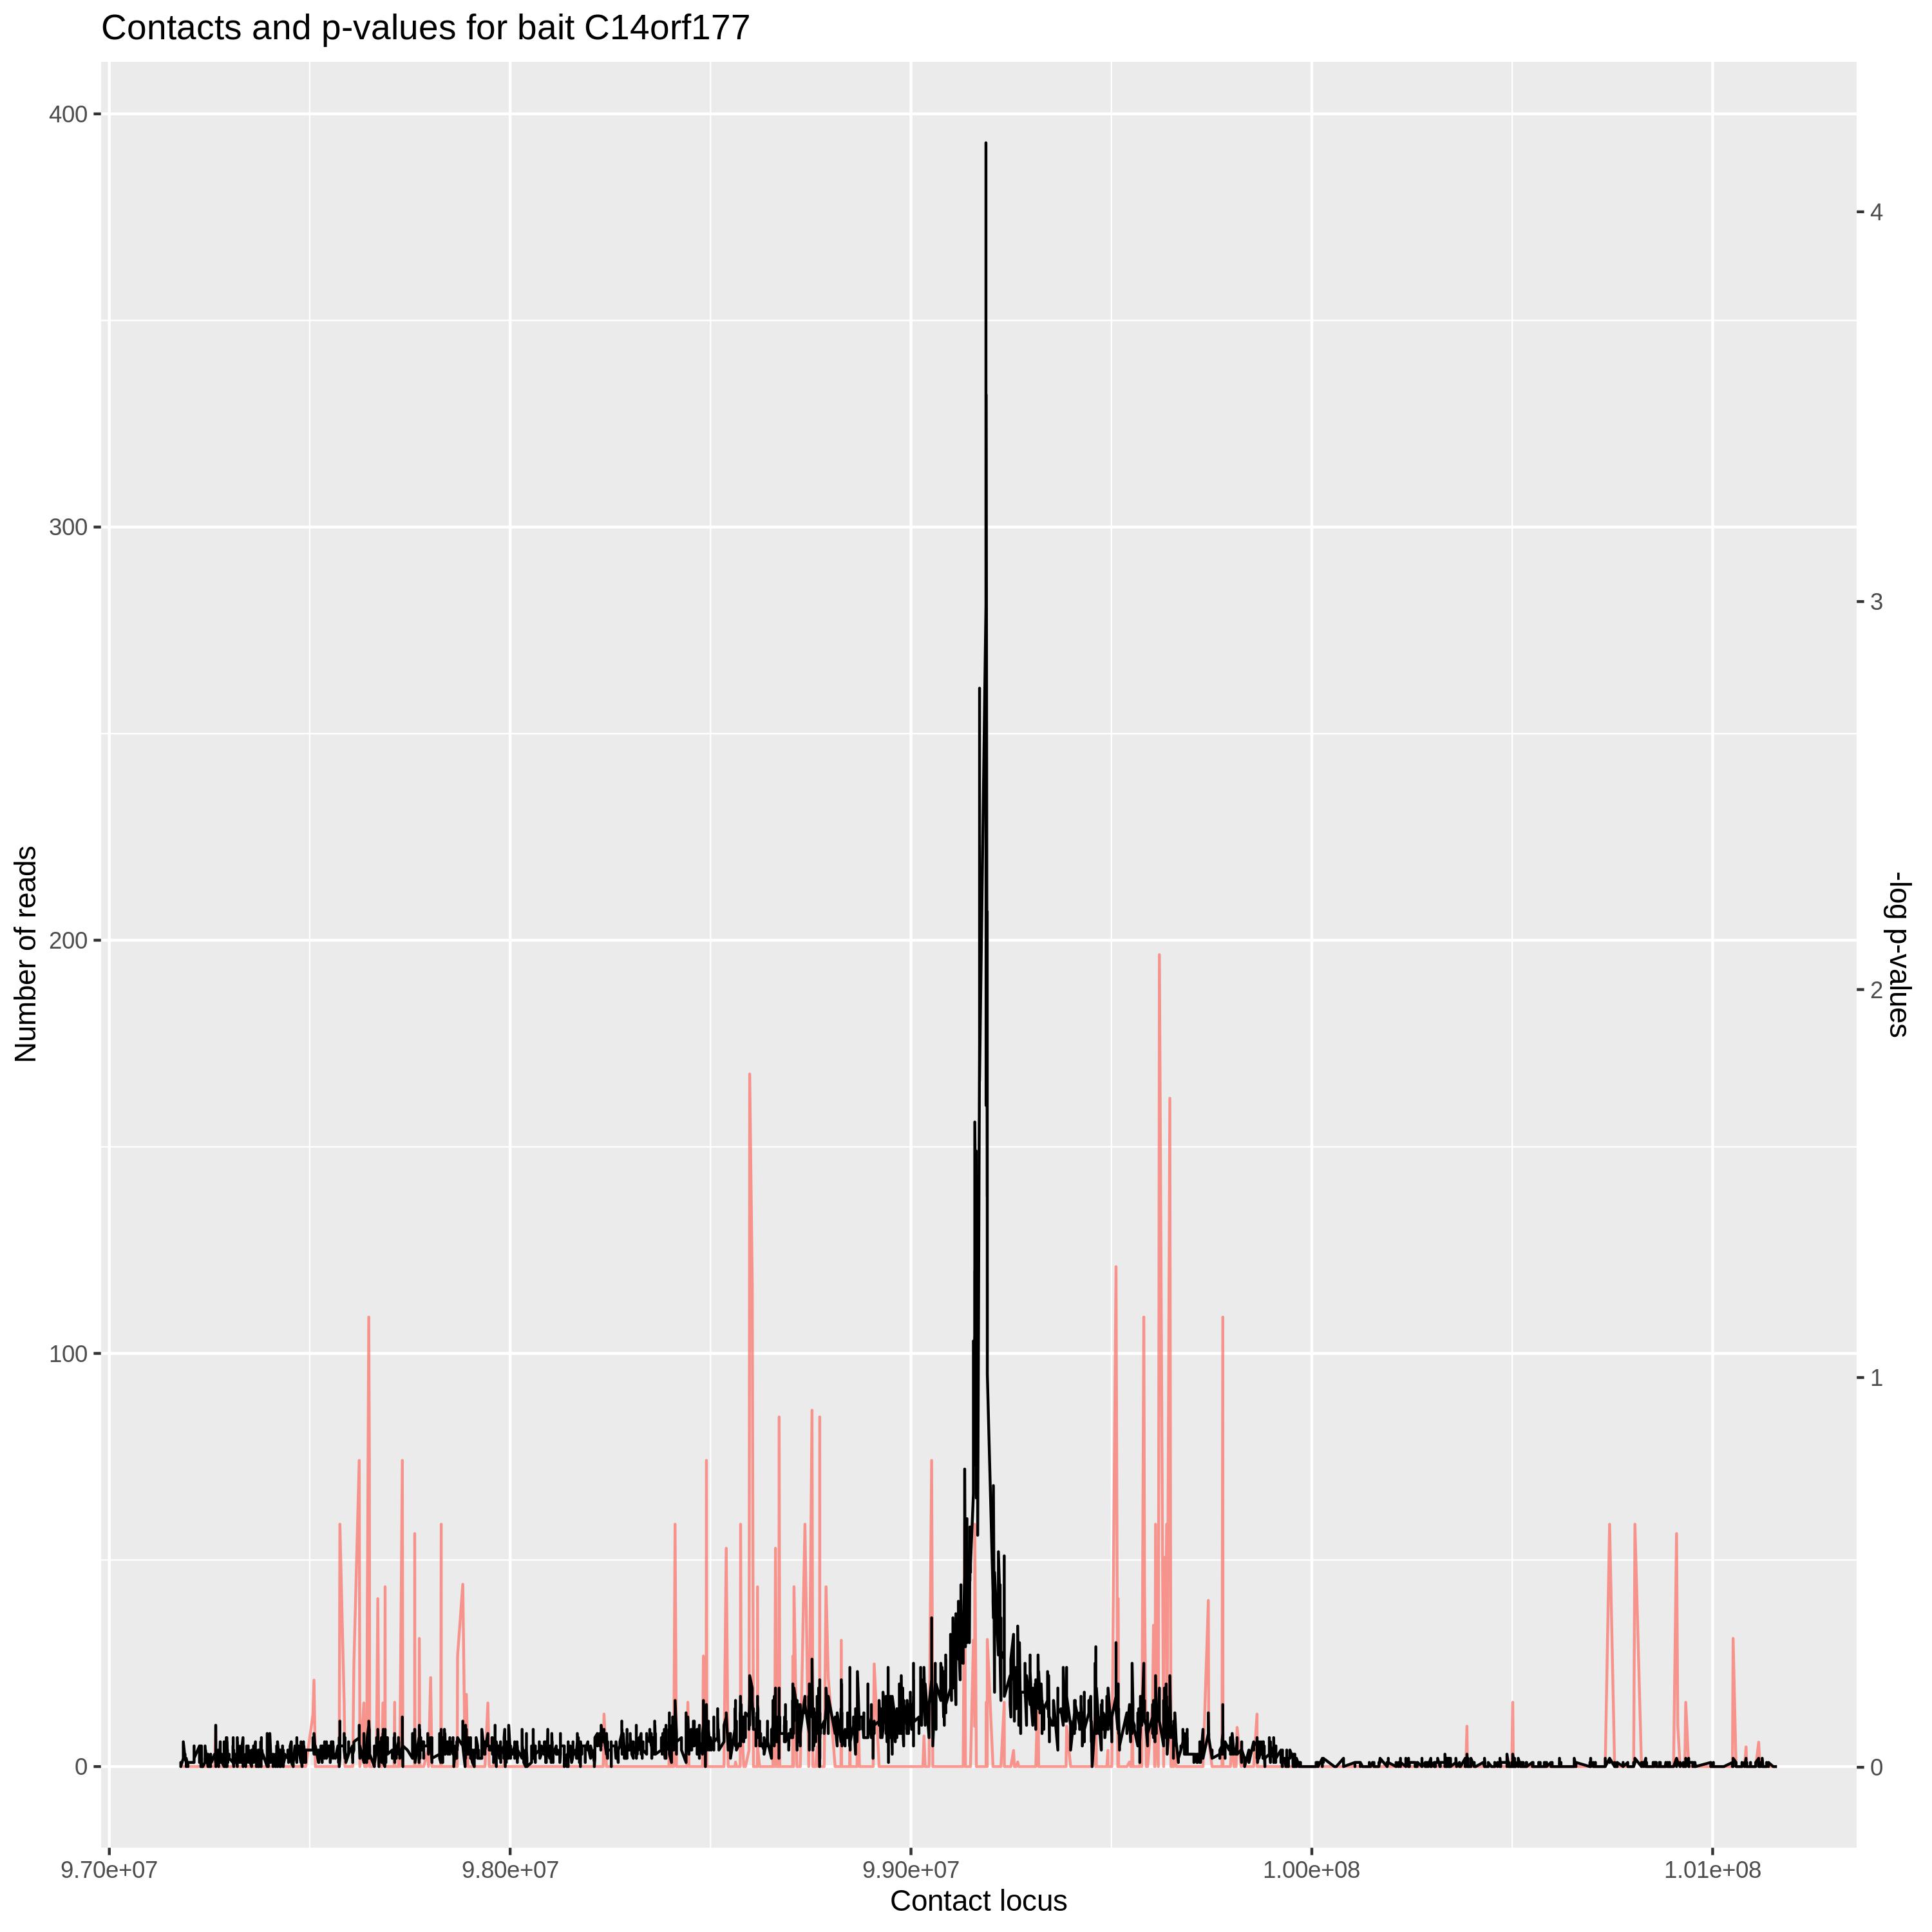 Contacts and p-values for bait C14orf177
400
300
200
100
0
Number of reads
4
3
2
1
0
-log p-values
9.70e+07
9.80e+07
9.90e+07
1.00e+08
1.01e+08
Contact locus